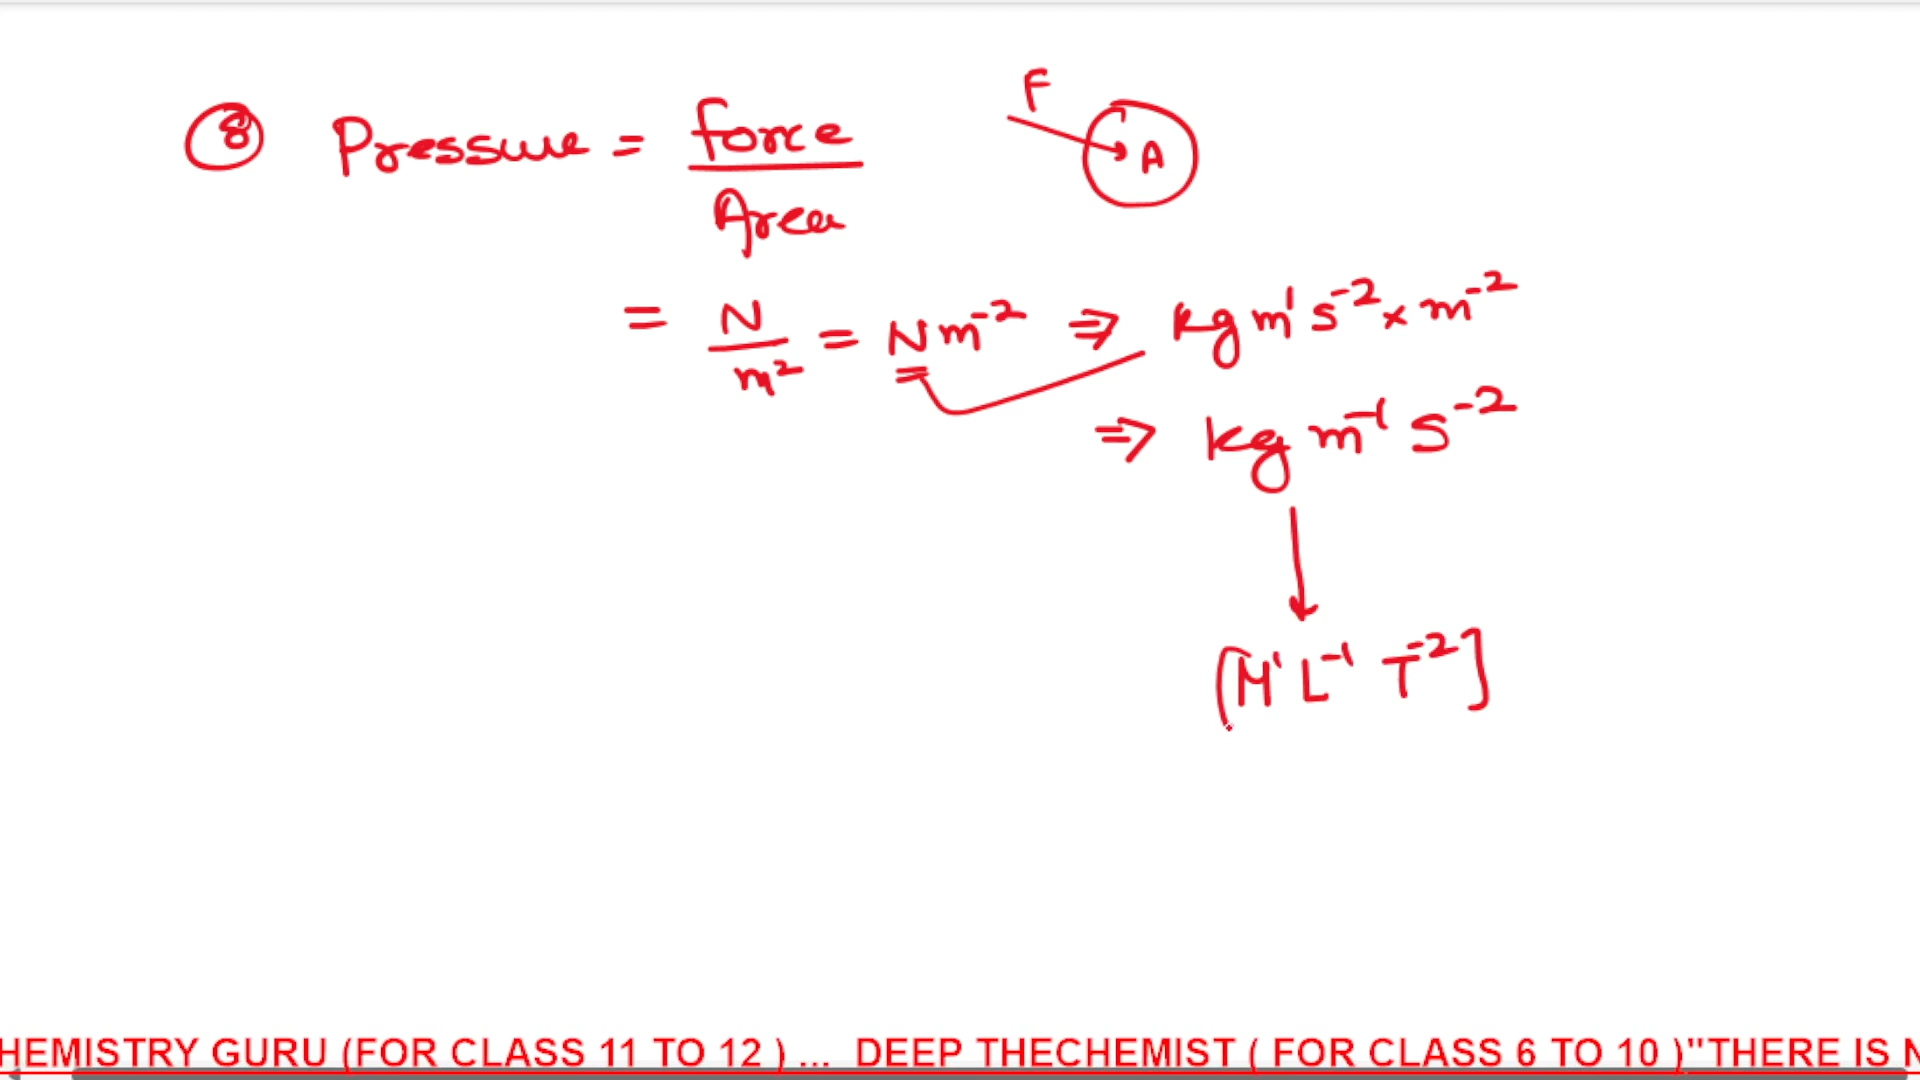 ⑧ Pressure = force / Area
F
A
= N / m² = N m⁻² ⇒ kg m¹ s⁻² × m⁻²
⇒ kg m⁻¹ s⁻²
[M¹ L⁻¹ T⁻²]
HEMISTRY GURU (FOR CLASS 11 TO 12 ) ... DEEP THECHEMIST ( FOR CLASS 6 TO 10 )"THERE IS N